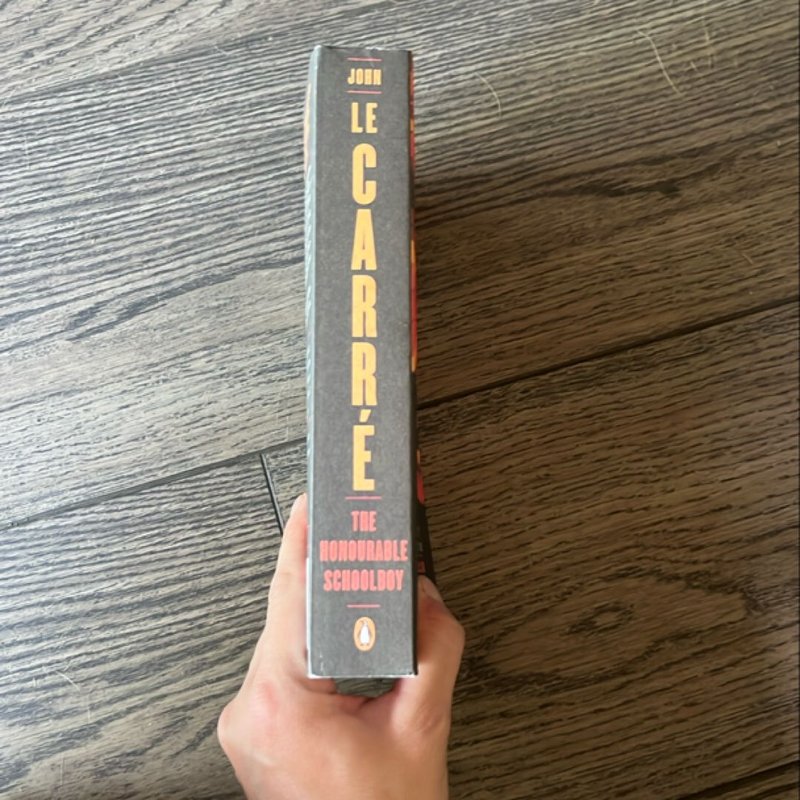 JOHN
LE
CARRÉ
THE
HONOURABLE
SCHOOLBOY